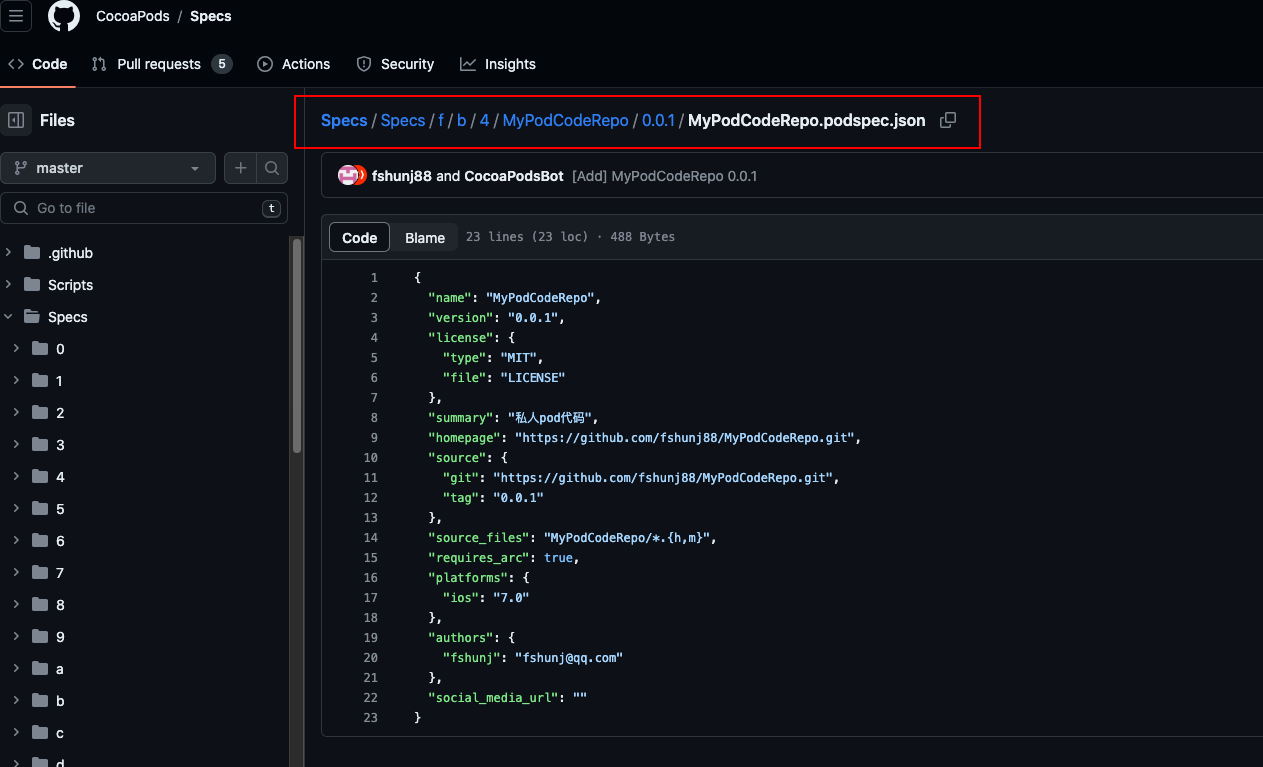 CocoaPods / Specs
Code Pull requests 5 Actions Security Insights
Files
master
Go to file t
.github
Scripts
Specs
0
1
2
3
4
5
6
7
8
9
a
b
c
d
Specs / Specs / f / b / 4 / MyPodCodeRepo / 0.0.1 / MyPodCodeRepo.podspec.json
fshunj88 and CocoaPodsBot [Add] MyPodCodeRepo 0.0.1
Code Blame 23 lines (23 loc) · 488 Bytes
1 {
2 "name": "MyPodCodeRepo",
3 "version": "0.0.1",
4 "license": {
5 "type": "MIT",
6 "file": "LICENSE"
7 },
8 "summary": "私人pod代码",
9 "homepage": "https://github.com/fshunj88/MyPodCodeRepo.git",
10 "source": {
11 "git": "https://github.com/fshunj88/MyPodCodeRepo.git",
12 "tag": "0.0.1"
13 },
14 "source_files": "MyPodCodeRepo/*.{h,m}",
15 "requires_arc": true,
16 "platforms": {
17 "ios": "7.0"
18 },
19 "authors": {
20 "fshunj": "fshunj@qq.com"
21 },
22 "social_media_url": ""
23 }